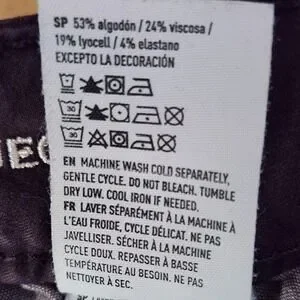 SP 53% algodón / 24% viscosa /
19% lyocell / 4% elastano
EXCEPTO LA DECORACIÓN
30
30
EN MACHINE WASH COLD SEPARATELY,
GENTLE CYCLE. DO NOT BLEACH. TUMBLE
DRY LOW. COOL IRON IF NEEDED.
FR LAVER SÉPARÉMENT À LA MACHINE À
L'EAU FROIDE, CYCLE DÉLICAT. NE PAS
JAVELLISER. SÉCHER À LA MACHINE
CYCLE DOUX. REPASSER À BASSE
TEMPÉRATURE AU BESOIN. NE PAS
NETTOYER À SEC.